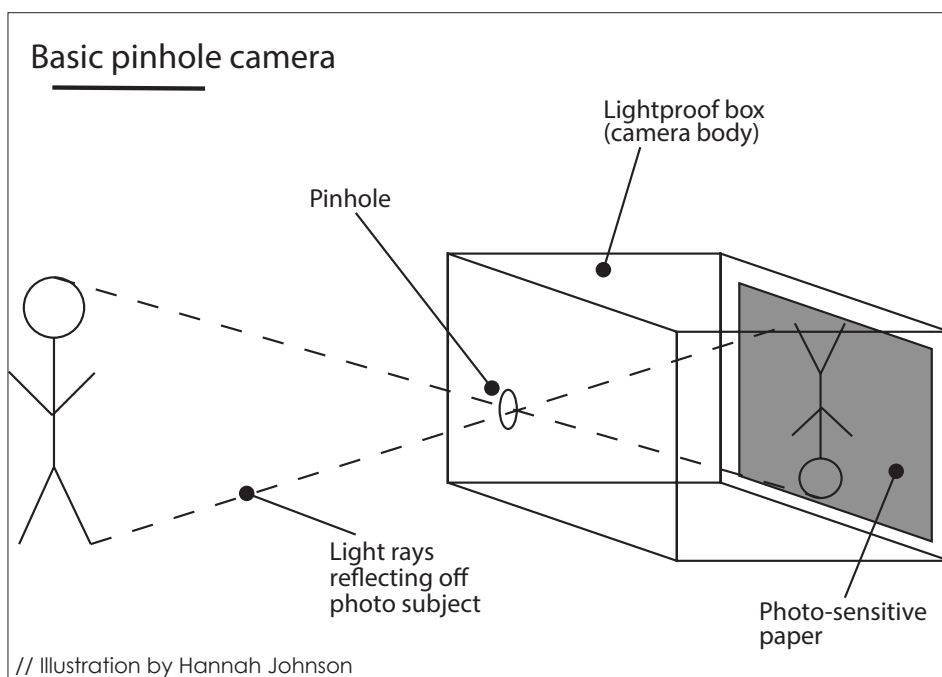 Basic pinhole camera
Lightproof box
(camera body)
Pinhole
Light rays
reflecting off
photo subject
Photo-sensitive
paper
// Illustration by Hannah Johnson